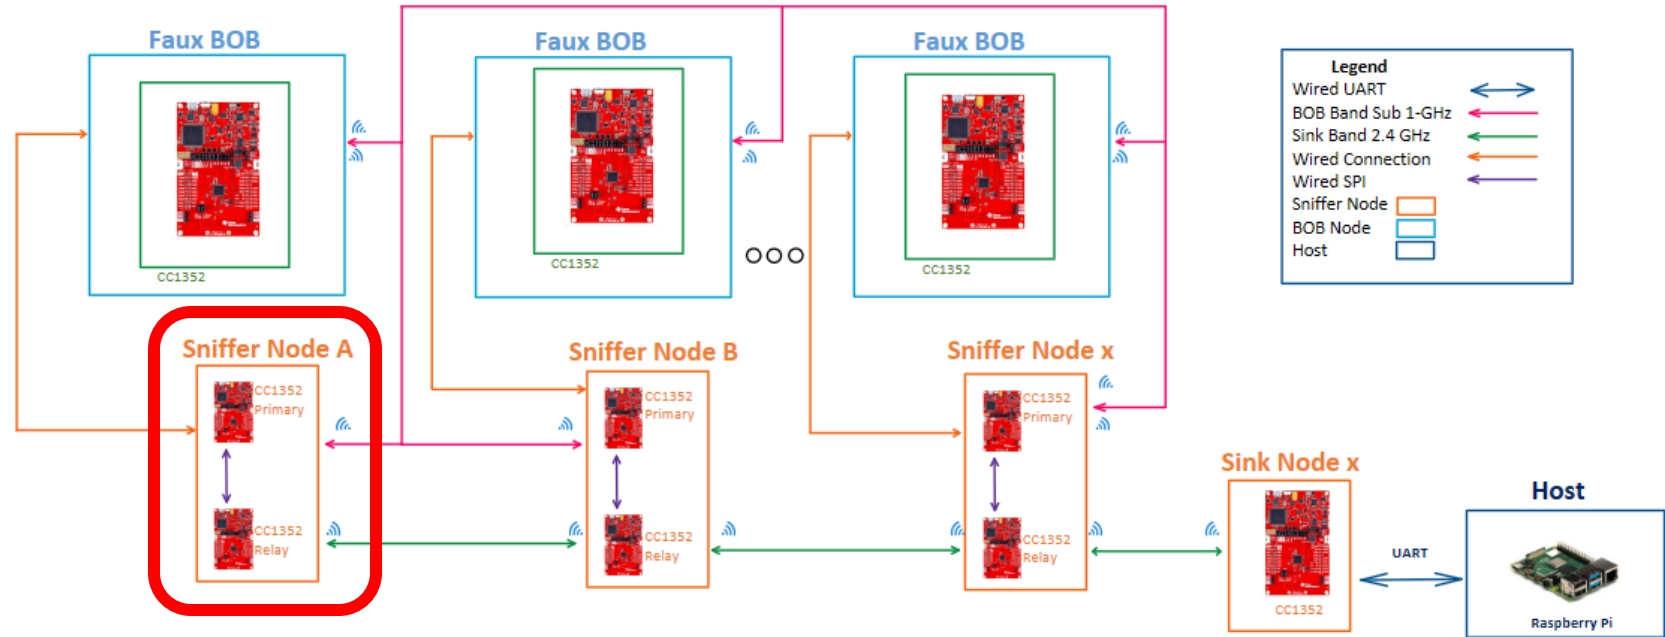 Faux BOB
Faux BOB
Faux BOB
CC1352
CC1352
CC1352
Legend
Wired UART
BOB Band Sub 1-GHz
Sink Band 2.4 GHz
Wired Connection
Wired SPI
Sniffer Node
BOB Node
Host
Sniffer Node A
CC1352
Primary
CC1352
Relay
Sniffer Node B
CC1352
Primary
CC1352
Relay
Sniffer Node x
CC1352
Primary
CC1352
Relay
Sink Node x
CC1352
UART
Host
Raspberry Pi